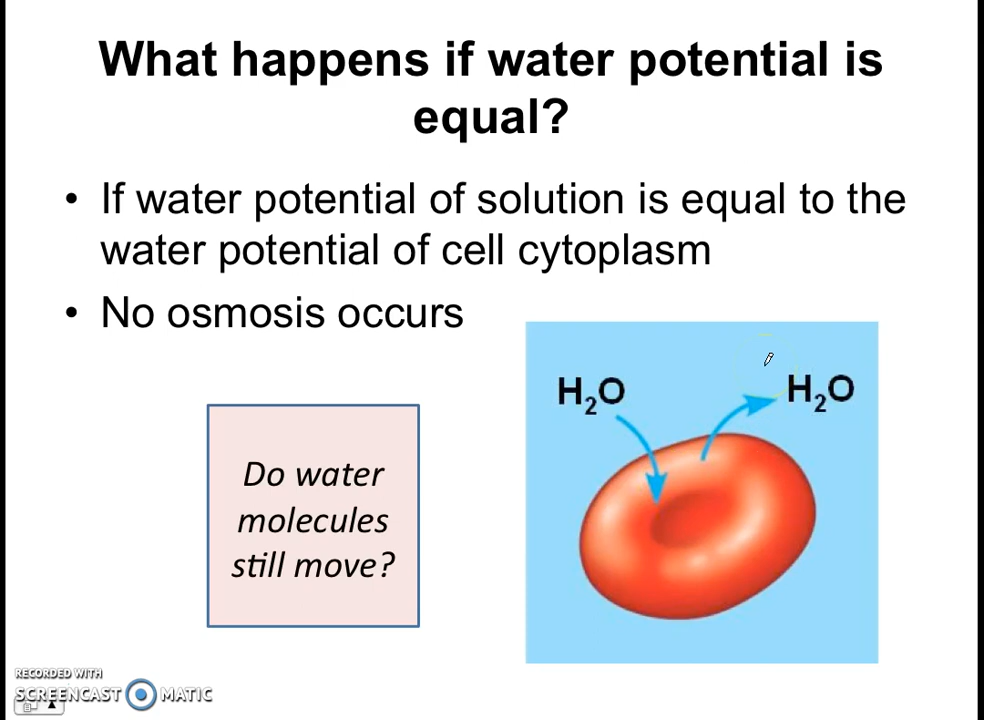 What happens if water potential is
equal?
• If water potential of solution is equal to the
water potential of cell cytoplasm
• No osmosis occurs
H₂O
H₂O
Do water
molecules
still move?
RECORDED WITH
SCREENCAST MATIC